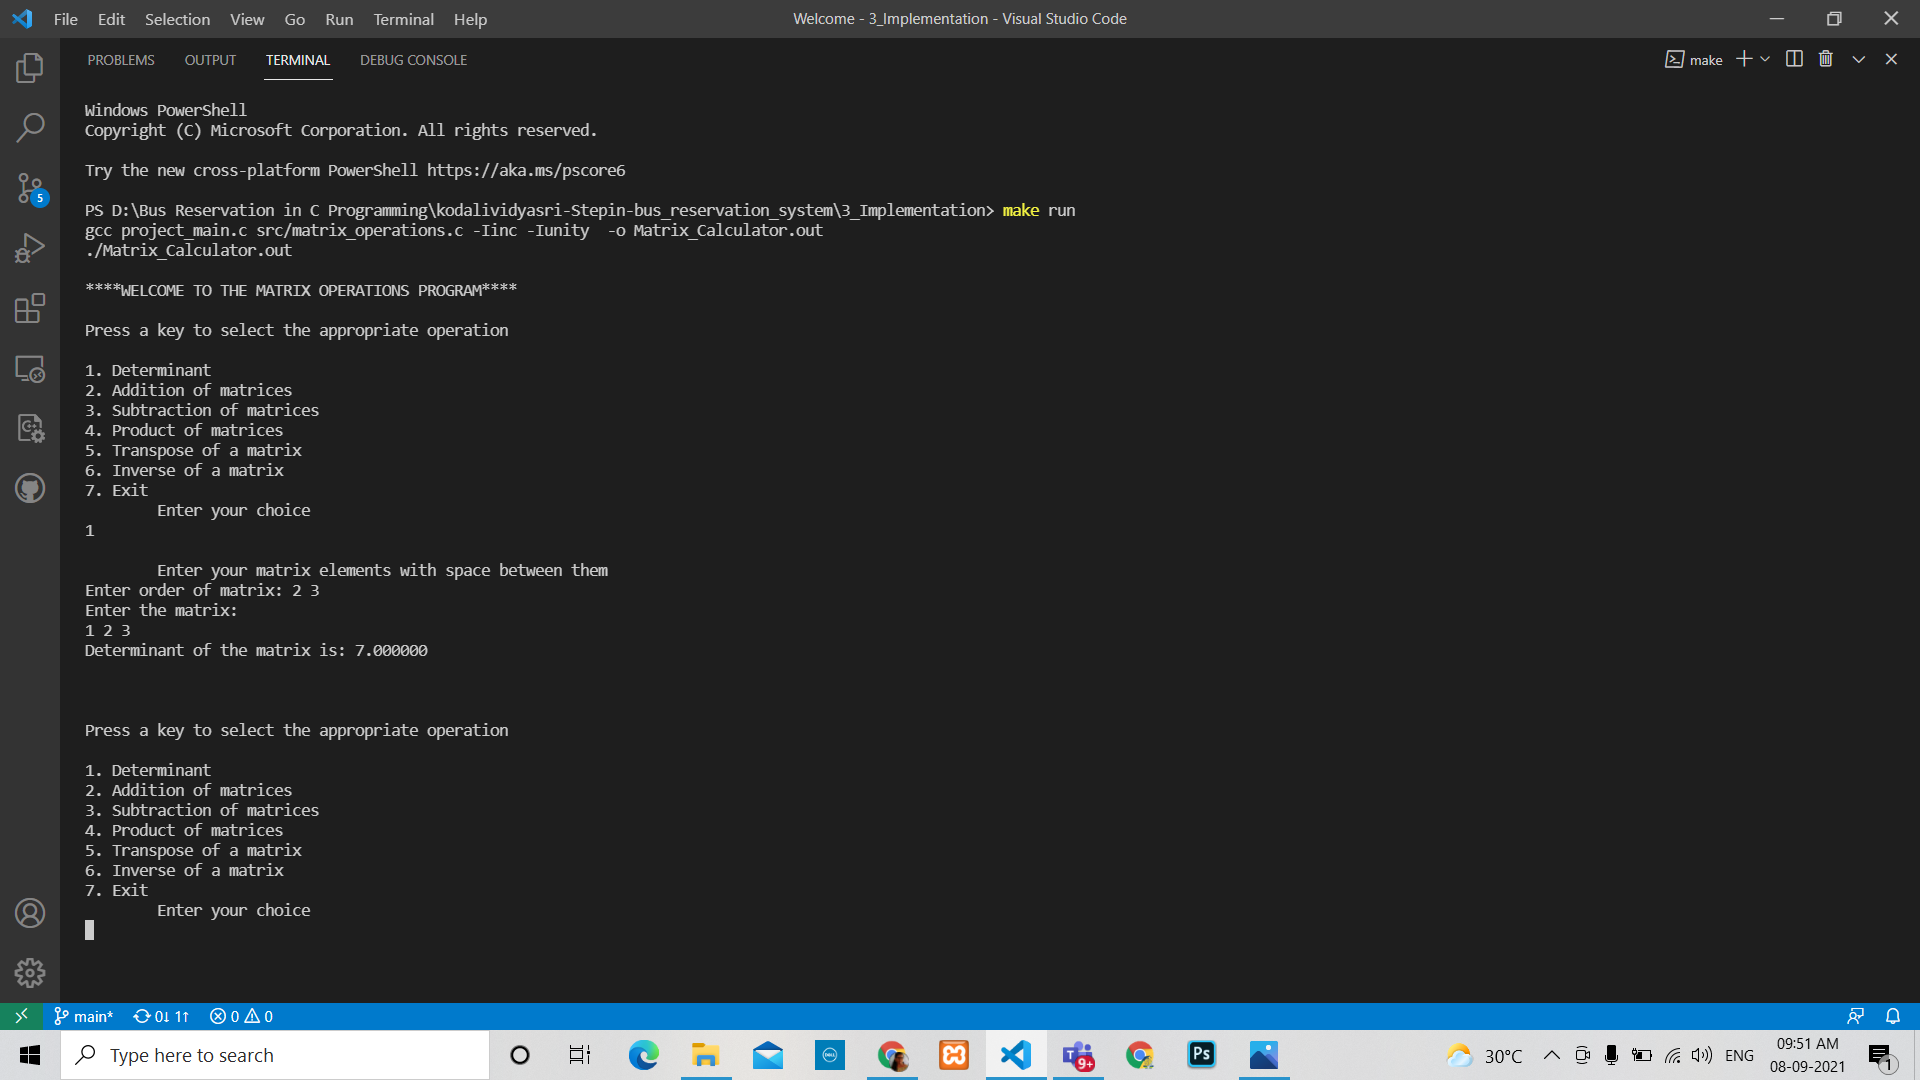 File Edit Selection View Go Run Terminal Help
Welcome - 3_Implementation - Visual Studio Code
PROBLEMS OUTPUT TERMINAL DEBUG CONSOLE
make
5
Windows PowerShell
Copyright (C) Microsoft Corporation. All rights reserved.
Try the new cross-platform PowerShell https://aka.ms/pscore6
PS D:\Bus Reservation in C Programming\kodalividyasri-Stepin-bus_reservation_system\3_Implementation> make run
gcc project_main.c src/matrix_operations.c -Iinc -Iunity  -o Matrix_Calculator.out
./Matrix_Calculator.out
****WELCOME TO THE MATRIX OPERATIONS PROGRAM****
Press a key to select the appropriate operation
1. Determinant
2. Addition of matrices
3. Subtraction of matrices
4. Product of matrices
5. Transpose of a matrix
6. Inverse of a matrix
7. Exit
Enter your choice
1
Enter your matrix elements with space between them
Enter order of matrix: 2 3
Enter the matrix:
1 2 3
Determinant of the matrix is: 7.000000
Press a key to select the appropriate operation
1. Determinant
2. Addition of matrices
3. Subtraction of matrices
4. Product of matrices
5. Transpose of a matrix
6. Inverse of a matrix
7. Exit
Enter your choice
main* 0↓ 1↑ 0 0
Type here to search
DELL
9+
Ps
30°C
ENG
09:51 AM
08-09-2021
1